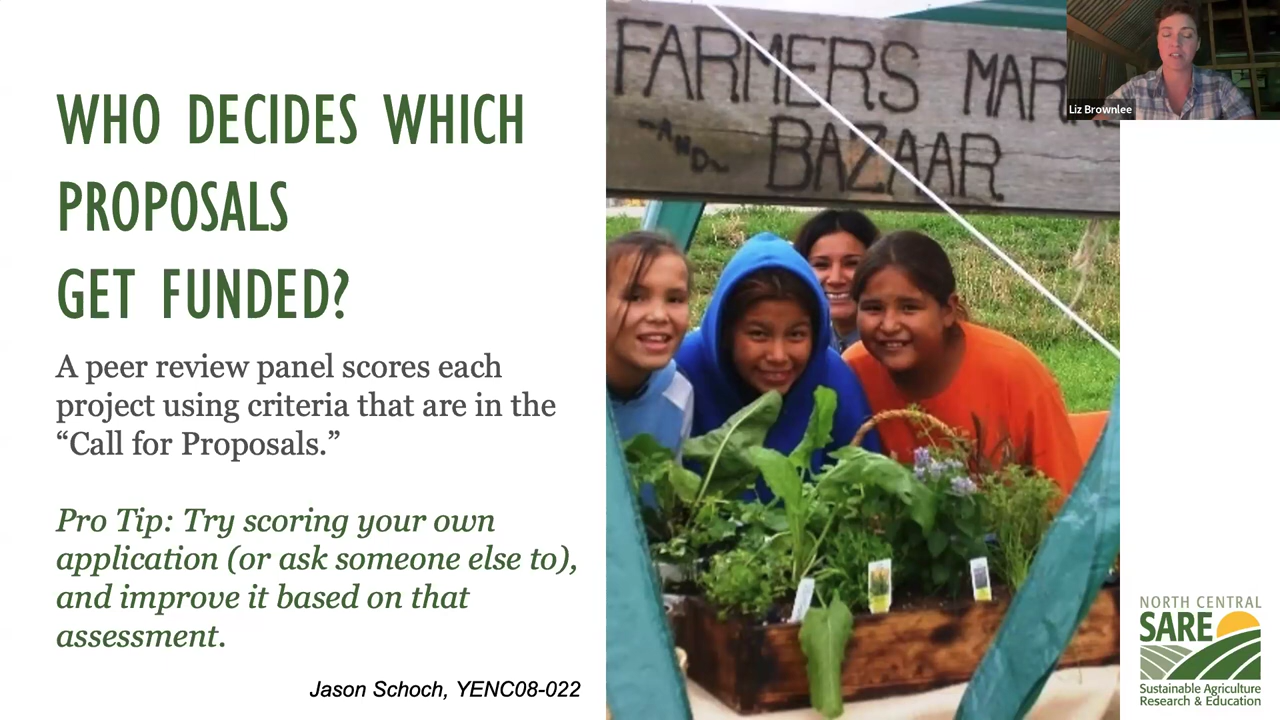 WHO DECIDES WHICH
PROPOSALS
GET FUNDED?
A peer review panel scores each
project using criteria that are in the
“Call for Proposals.”
Pro Tip: Try scoring your own
application (or ask someone else to),
and improve it based on that
assessment.
Jason Schoch, YENC08-022
FARMERS
-AND-
BAZAAR
Liz Brownlee
NORTH CENTRAL
SARE
Sustainable Agriculture
Research & Education